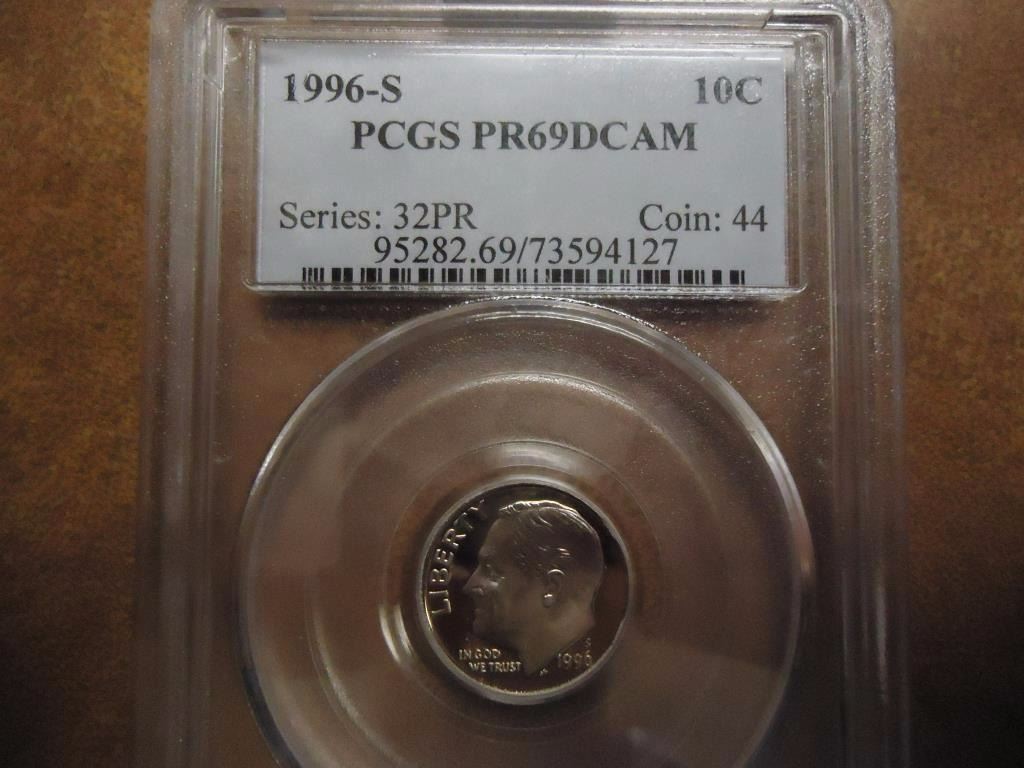 1996-S 10C
PCGS PR69DCAM
Series: 32PR Coin: 44
95282.69/73594127
LIBERTY
IN GOD
WE TRUST
S
1996